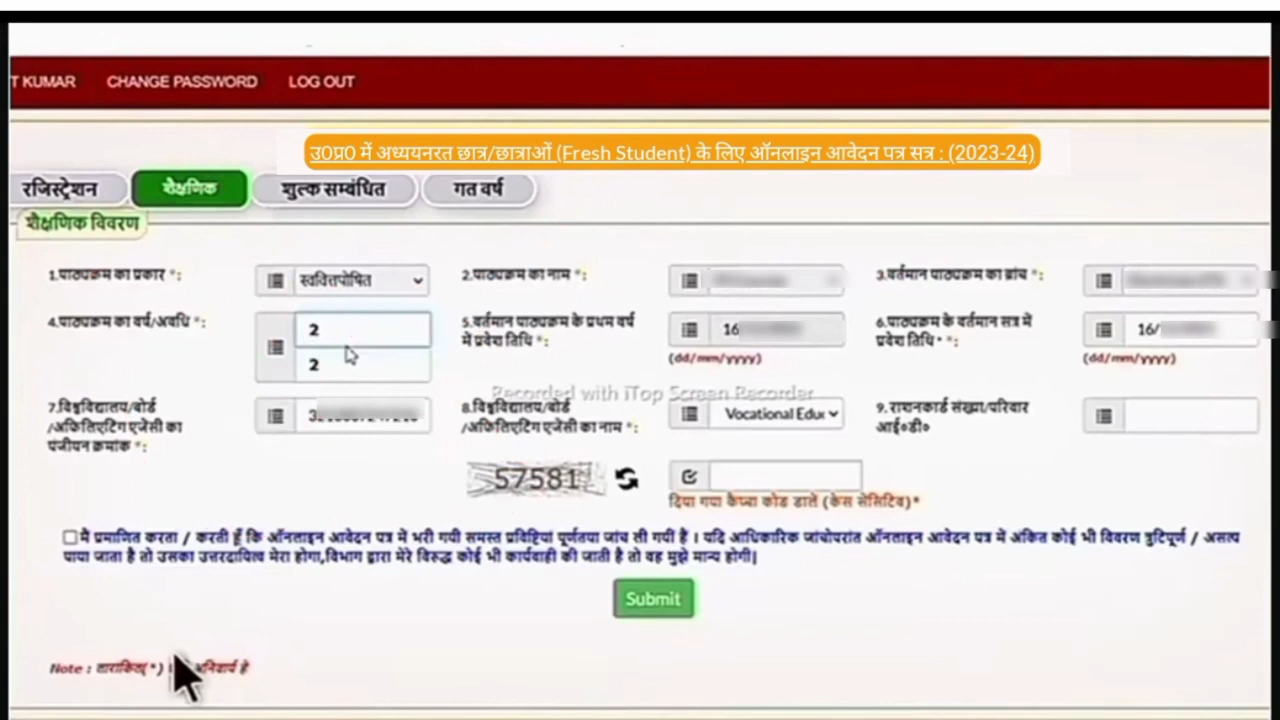 T KUMAR CHANGE PASSWORD LOG OUT
उ0प्र0 में अध्ययनरत छात्र/छात्राओं (Fresh Student) के लिए ऑनलाइन आवेदन पत्र सत्र : (2023-24)
रजिस्ट्रेशन शैक्षणिक शुल्क सम्बंधित गत वर्ष
शैक्षणिक विवरण
1.पाठ्यक्रम का प्रकार *: स्ववित्तपोषित 2.पाठ्यक्रम का नाम *: 3.वर्तमान पाठ्यक्रम का ब्रांच *:
4.पाठ्यक्रम का वर्ष/अवधि *: 2 5.वर्तमान पाठ्यक्रम के प्रथम वर्ष 16 6.पाठ्यक्रम के वर्तमान सत्र में 16/
में प्रवेश तिथि *: प्रवेश तिथि * *:
2 (dd/mm/yyyy) (dd/mm/yyyy)
Recorded with iTop Screen Recorder
7.विश्वविद्यालय/बोर्ड 8.विश्वविद्यालय/बोर्ड Vocational Edu 9. राशनकार्ड संख्या/परिवार
/अफिलिएटिंग एजेंसी का /अफिलिएटिंग एजेंसी का नाम *: आई०डी०
पंजीयन क्रमांक *:
57581
दिया गया कैप्चा कोड डालें (केस सेंसिटिव)*
मै प्रमाणित करता / करती हूँ कि ऑनलाइन आवेदन पत्र में भरी गयी समस्त प्रविष्टियां पूर्णतया जांच ली गयीं हैं । यदि आधिकारिक जांचोपरांत ऑनलाइन आवेदन पत्र में अंकित कोई भी विवरण त्रुटिपूर्ण / असत्य
पाया जाता है तो उसका उत्तरदायित्व मेरा होगा,विभाग द्वारा मेरे विरुद्ध कोई भी कार्यवाही की जाती है तो वह मुझे मान्य होगी|
Submit
Note : तारांकित(*) अनिवार्य हे